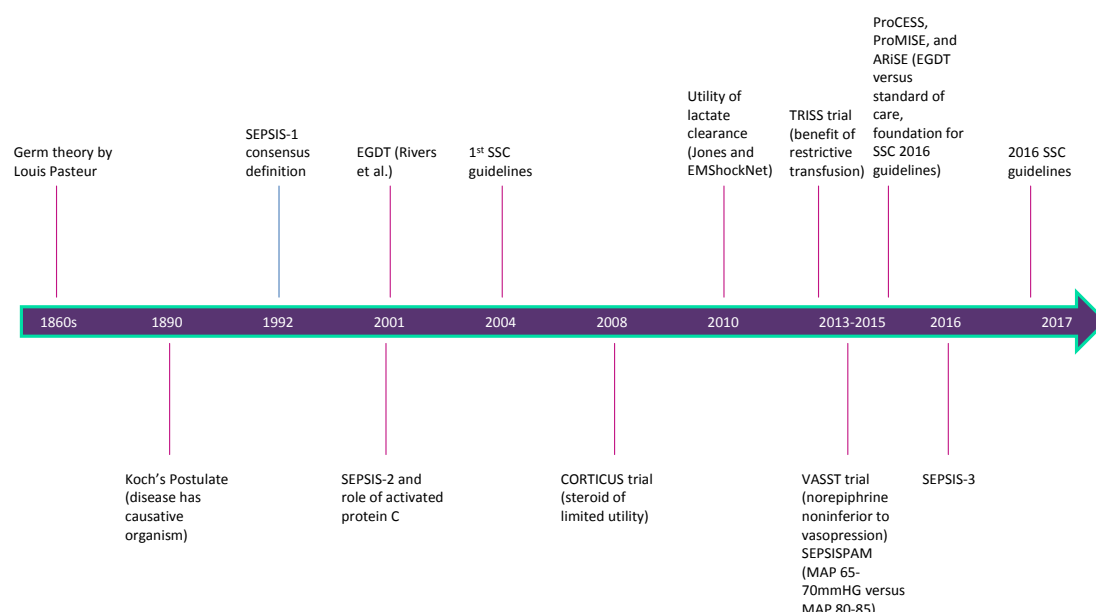 Germ theory by
Louis Pasteur
SEPSIS-1
consensus
definition
EGDT (Rivers
et al.)
1st SSC
guidelines
Utility of
lactate
clearance
(Jones and
EMShockNet)
TRISS trial
(benefit of
restrictive
transfusion)
ProCESS,
ProMISE, and
ARiSE (EGDT
versus
standard of
care,
foundation for
SSC 2016
guidelines)
2016 SSC
guidelines
1860s
1890
1992
2001
2004
2008
2010
2013-2015
2016
2017
Koch's Postulate
(disease has
causative
organism)
SEPSIS-2 and
role of activated
protein C
CORTICUS trial
(steroid of
limited utility)
VASST trial
(norepiphrine
noninferior to
vasopression)
SEPSISPAM
(MAP 65-
70mmHG versus
MAP 80-85)
SEPSIS-3